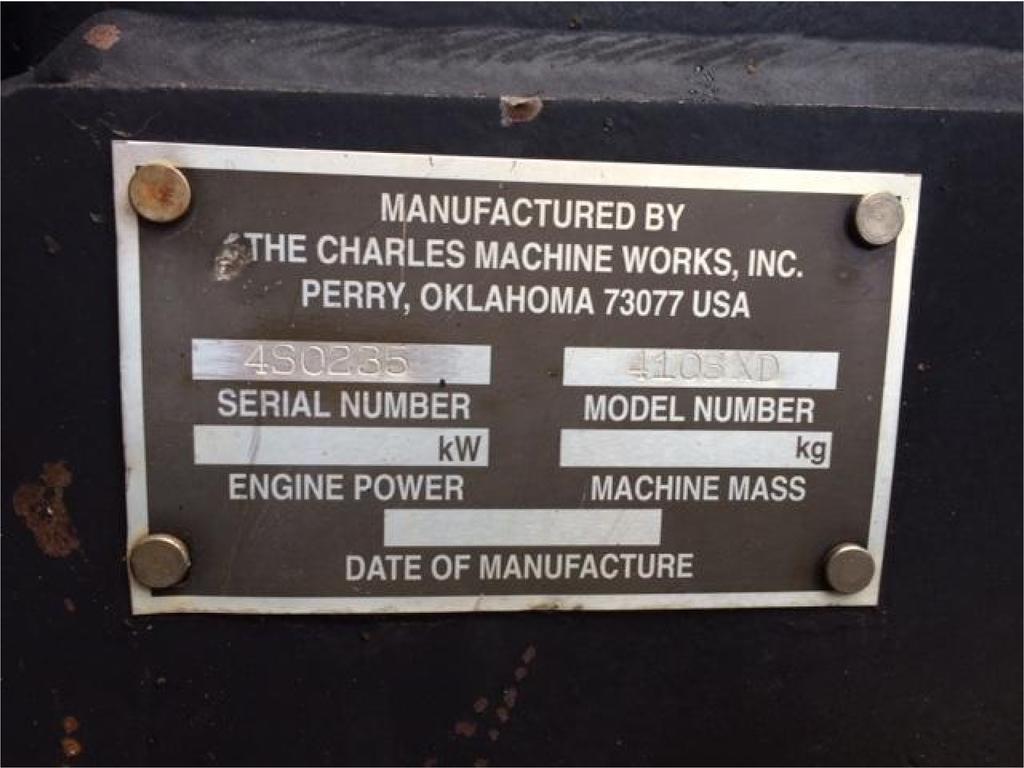 MANUFACTURED BY
THE CHARLES MACHINE WORKS, INC.
PERRY, OKLAHOMA 73077 USA
4S0235
SERIAL NUMBER
MODEL NUMBER
kW
kg
ENGINE POWER
MACHINE MASS
DATE OF MANUFACTURE